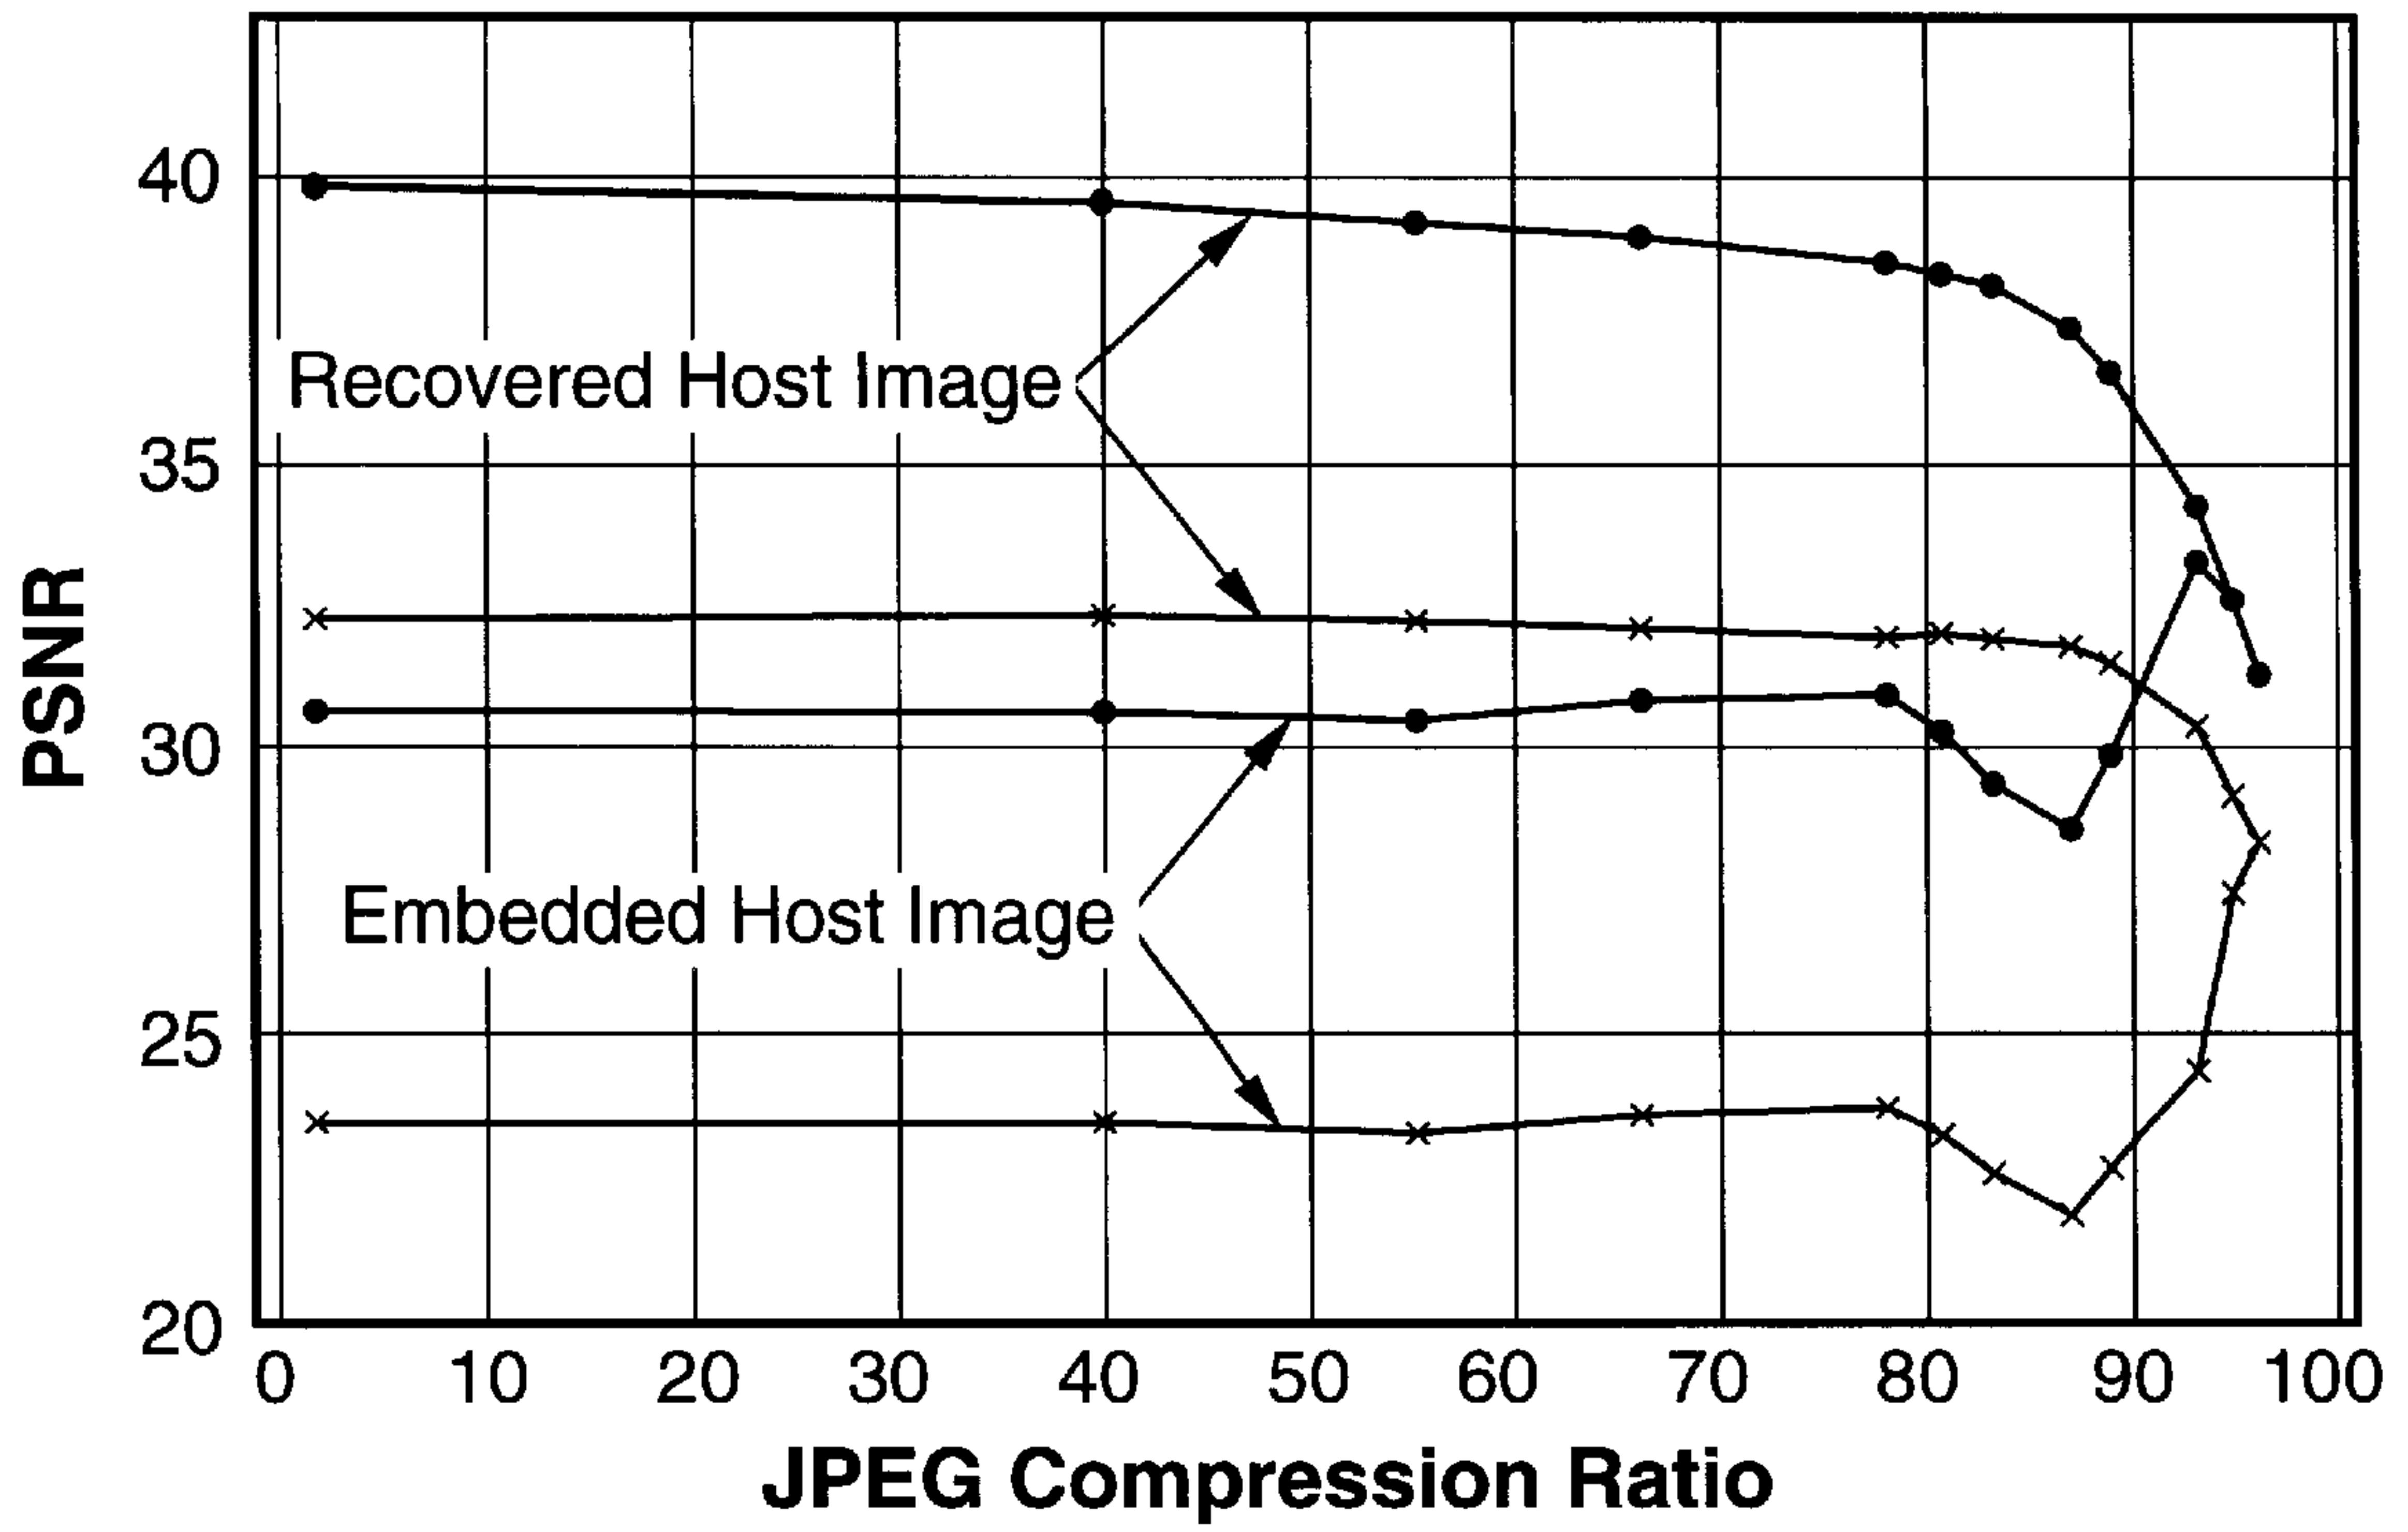 PSNR
40
35
30
25
20
Recovered Host Image
Embedded Host Image
0 10 20 30 40 50 60 70 80 90 100
JPEG Compression Ratio